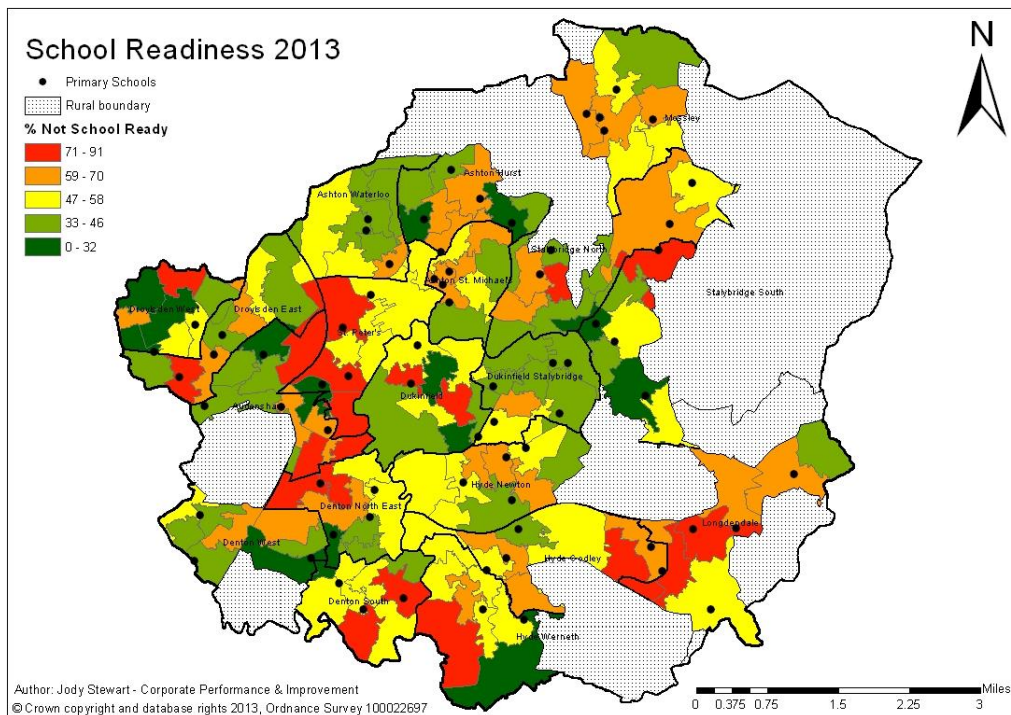 School Readiness 2013
Primary Schools
Rural boundary
% Not School Ready
71 - 91
59 - 70
47 - 58
33 - 46
0 - 32
N
Mossley
Ashton Hurst
Ashton Waterloo
Stalybridge North
Ashton St. Michael's
Stalybridge South
Droylsden West
Droylsden East
St. Peter's
Dukinfield Stalybridge
Dukinfield
Audenshaw
Hyde Newton
Denton North East
Longdendale
Denton West
Hyde Godley
Denton South
Hyde Werneth
Author: Jody Stewart - Corporate Performance & Improvement
© Crown copyright and database rights 2013, Ordnance Survey 100022697
Miles
0 0.375 0.75 1.5 2.25 3